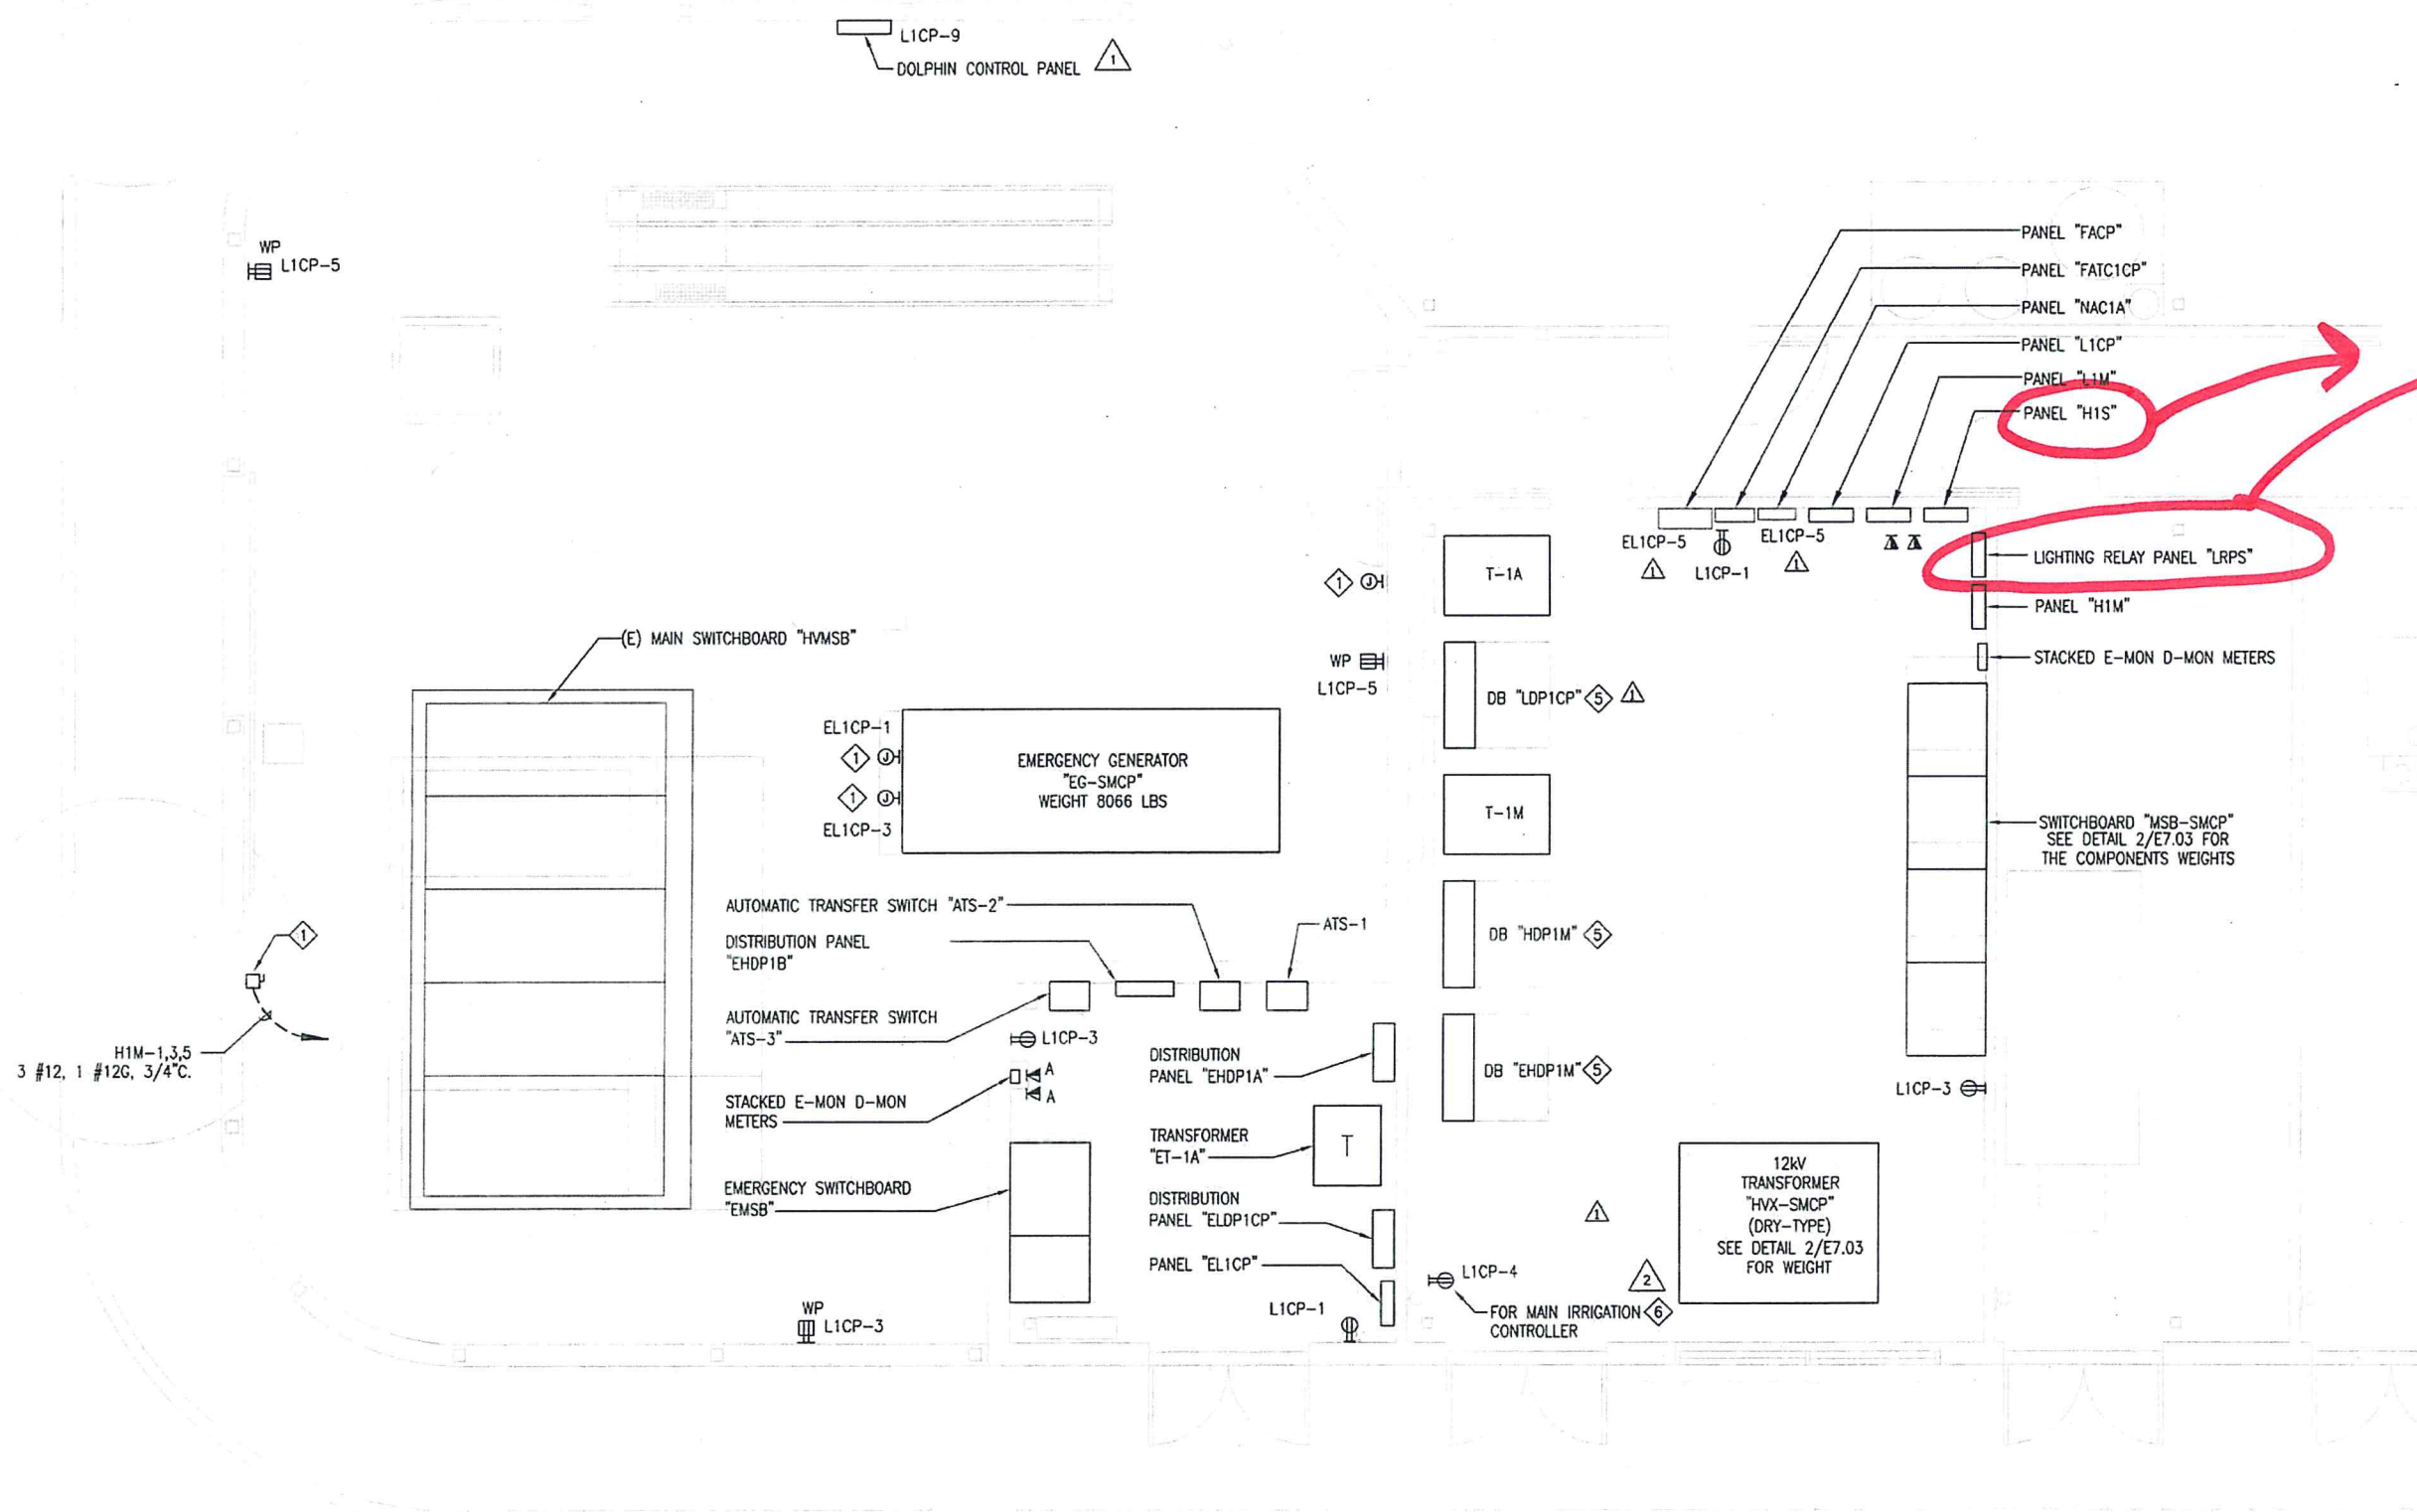 L1CP-9
DOLPHIN CONTROL PANEL
1
WP
L1CP-5
PANEL "FACP"
PANEL "FATC1CP"
PANEL "NAC1A"
PANEL "L1CP"
PANEL "L1M"
PANEL "H1S"
EL1CP-5
1
L1CP-1
EL1CP-5
1
LIGHTING RELAY PANEL "LRPS"
PANEL "H1M"
STACKED E-MON D-MON METERS
1
J
T-1A
WP
L1CP-5
DB "LDP1CP"
5
1
(E) MAIN SWITCHBOARD "HVMSB"
EL1CP-1
1
J
1
J
EL1CP-3
EMERGENCY GENERATOR
"EG-SMCP"
WEIGHT 8066 LBS
T-1M
SWITCHBOARD "MSB-SMCP"
SEE DETAIL 2/E7.03 FOR
THE COMPONENTS WEIGHTS
AUTOMATIC TRANSFER SWITCH "ATS-2"
ATS-1
DISTRIBUTION PANEL
"EHDP1B"
DB "HDP1M"
5
1
AUTOMATIC TRANSFER SWITCH
"ATS-3"
L1CP-3
H1M-1,3,5
3 #12, 1 #12G, 3/4"C.
DISTRIBUTION
PANEL "EHDP1A"
DB "EHDP1M"
5
A
A
L1CP-3
STACKED E-MON D-MON
METERS
TRANSFORMER
"ET-1A"
T
12kV
TRANSFORMER
"HVX-SMCP"
(DRY-TYPE)
SEE DETAIL 2/E7.03
FOR WEIGHT
EMERGENCY SWITCHBOARD
"EMSB"
DISTRIBUTION
PANEL "ELDP1CP"
1
PANEL "EL1CP"
L1CP-4
2
L1CP-1
FOR MAIN IRRIGATION
CONTROLLER
6
WP
L1CP-3